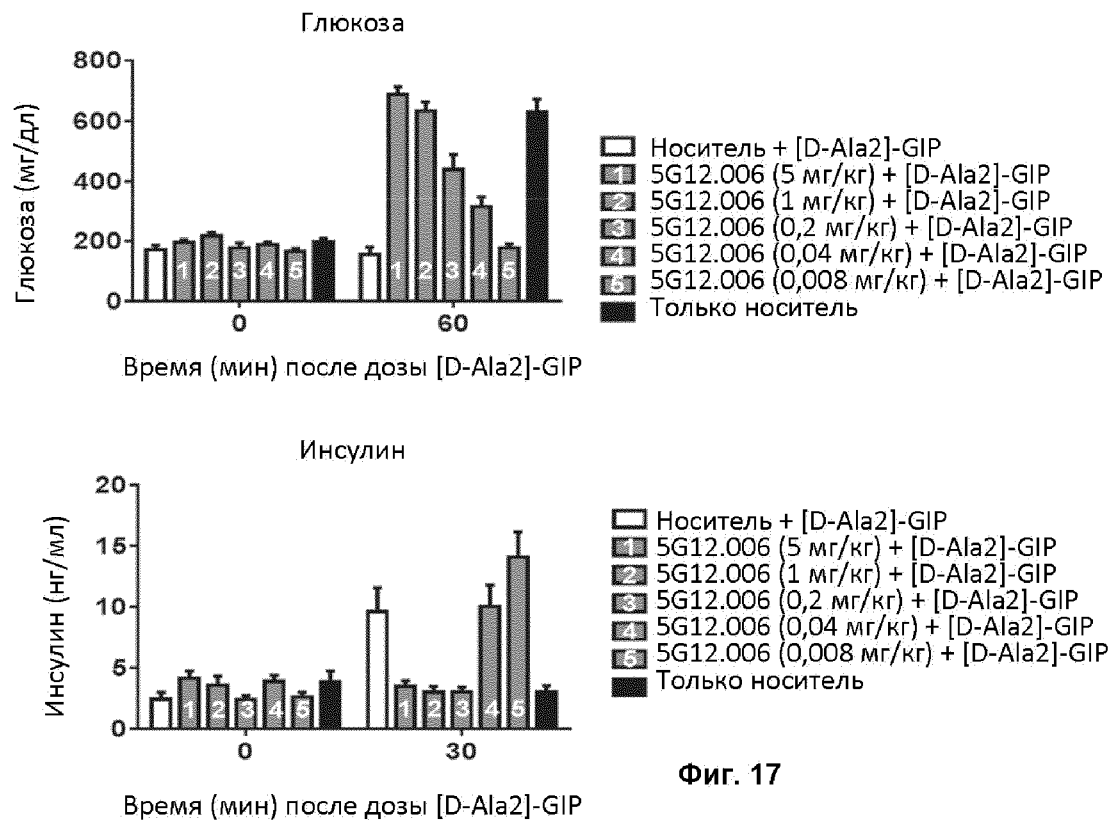 Глюкоза
800
600
400
200
0
Глюкоза (мг/дл)
1 2 3 4 5
1 2 3 4 5
0 60
Время (мин) после дозы [D-Ala2]-GIP
Носитель + [D-Ala2]-GIP
1 5G12.006 (5 мг/кг) + [D-Ala2]-GIP
2 5G12.006 (1 мг/кг) + [D-Ala2]-GIP
3 5G12.006 (0,2 мг/кг) + [D-Ala2]-GIP
4 5G12.006 (0,04 мг/кг) + [D-Ala2]-GIP
5 5G12.006 (0,008 мг/кг) + [D-Ala2]-GIP
Только носитель
Инсулин
20
15
10
5
0
Инсулин (нг/мл)
1 2 3 4 5
1 2 3 4 5
0 30
Время (мин) после дозы [D-Ala2]-GIP
Носитель + [D-Ala2]-GIP
1 5G12.006 (5 мг/кг) + [D-Ala2]-GIP
2 5G12.006 (1 мг/кг) + [D-Ala2]-GIP
3 5G12.006 (0,2 мг/кг) + [D-Ala2]-GIP
4 5G12.006 (0,04 мг/кг) + [D-Ala2]-GIP
5 5G12.006 (0,008 мг/кг) + [D-Ala2]-GIP
Только носитель
Фиг. 17